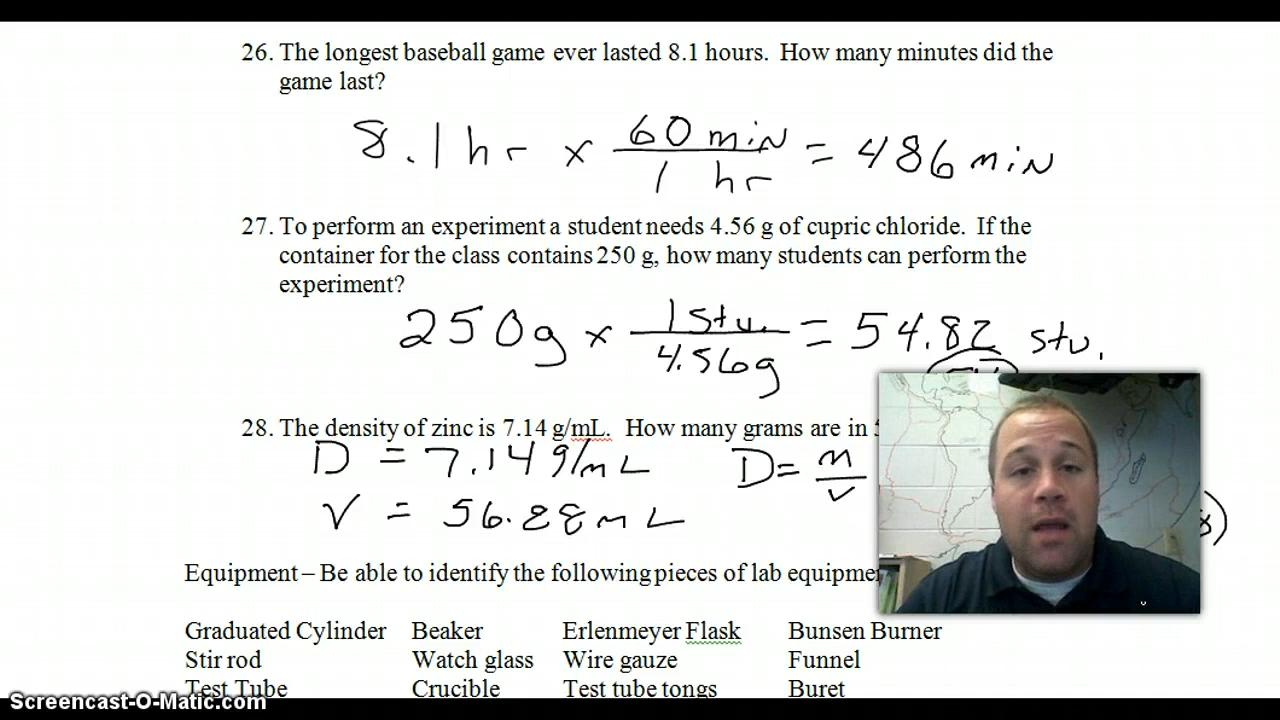 26. The longest baseball game ever lasted 8.1 hours. How many minutes did the
game last?
8.1 hr × 60 min / 1 hr = 486 min
27. To perform an experiment a student needs 4.56 g of cupric chloride. If the
container for the class contains 250 g, how many students can perform the
experiment?
250g × 1 stu. / 4.56g = 54.82 stu.
28. The density of zinc is 7.14 g/mL. How many grams are in
D = 7.14 g/mL D = m/v
V = 56.88 mL
Equipment – Be able to identify the following pieces of lab
Graduated Cylinder Beaker Erlenmeyer Flask Bunsen Burner
Stir rod Watch glass Wire gauze Funnel
Test Tube Crucible Test tube tongs Buret
Screencast-O-Matic.com